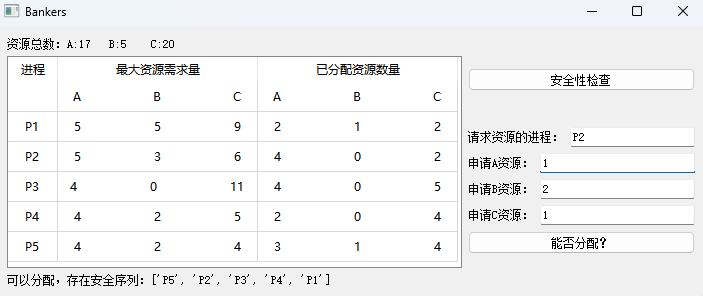 Bankers
资源总数：A:17 B:5 C:20
进程 最大资源需求量 已分配资源数量
A B C A B C
P1 5 5 9 2 1 2
P2 5 3 6 4 0 2
P3 4 0 11 4 0 5
P4 4 2 5 2 0 4
P5 4 2 4 3 1 4
安全性检查
请求资源的进程： P2
申请A资源： 1
申请B资源： 2
申请C资源： 1
能否分配？
可以分配，存在安全序列：['P5', 'P2', 'P3', 'P4', 'P1']